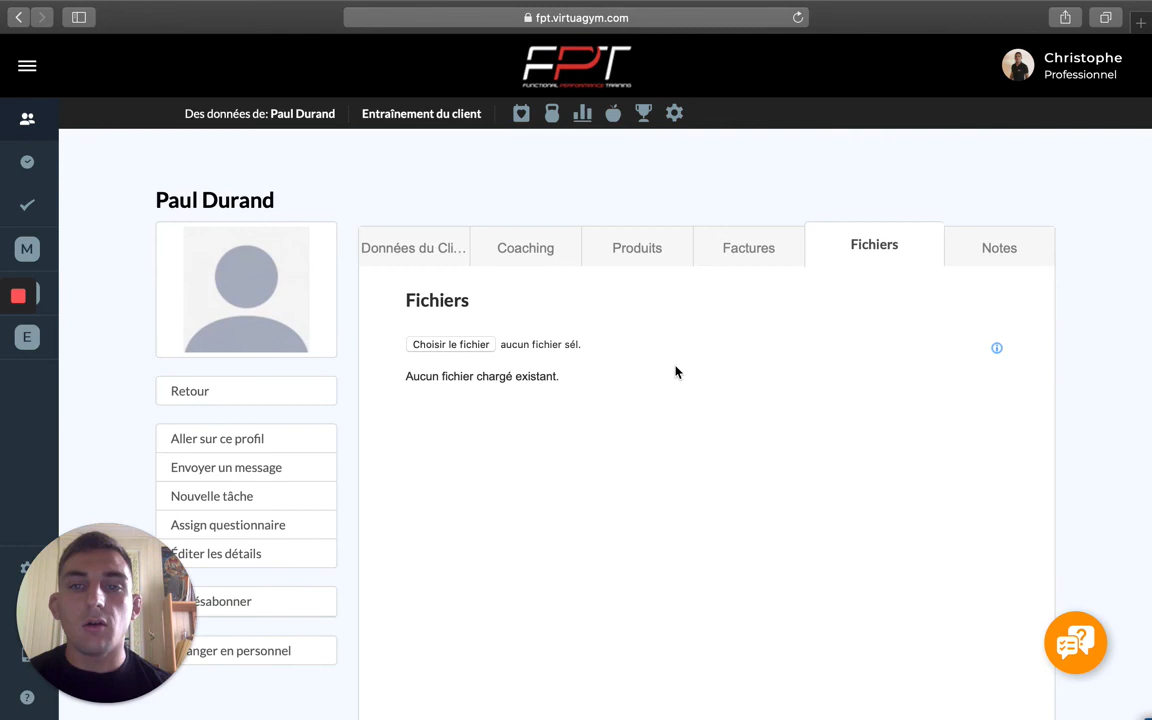 fpt.virtuagym.com
FPT
FUNCTIONAL PERFORMANCE TRAINING
Christophe
Professionnel
Des données de: Paul Durand
Entraînement du client
Paul Durand
Données du Cli...
Coaching
Produits
Factures
Fichiers
Notes
M
E
Fichiers
Choisir le fichier aucun fichier sél.
Aucun fichier chargé existant.
Retour
Aller sur ce profil
Envoyer un message
Nouvelle tâche
Assign questionnaire
Éditer les détails
ésabonner
anger en personnel